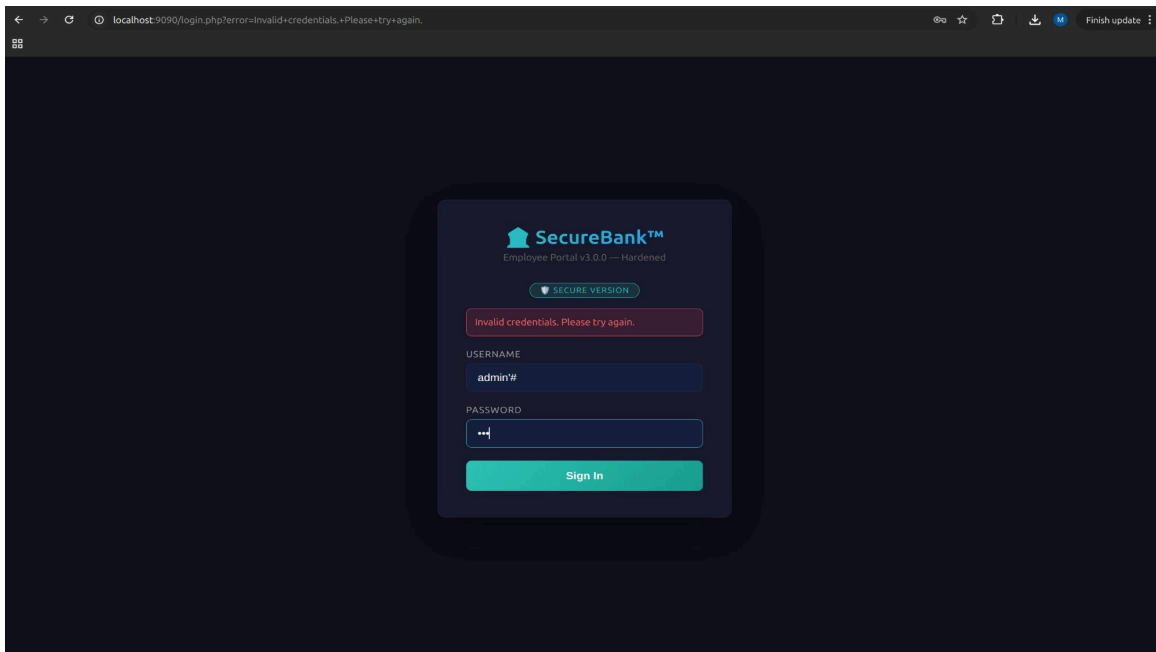 localhost:9090/login.php?error=Invalid+credentials.+Please+try+again.
M
Finish update
SecureBank™
Employee Portal v3.0.0 — Hardened
SECURE VERSION
Invalid credentials. Please try again.
USERNAME
admin'#
PASSWORD
•••
Sign In